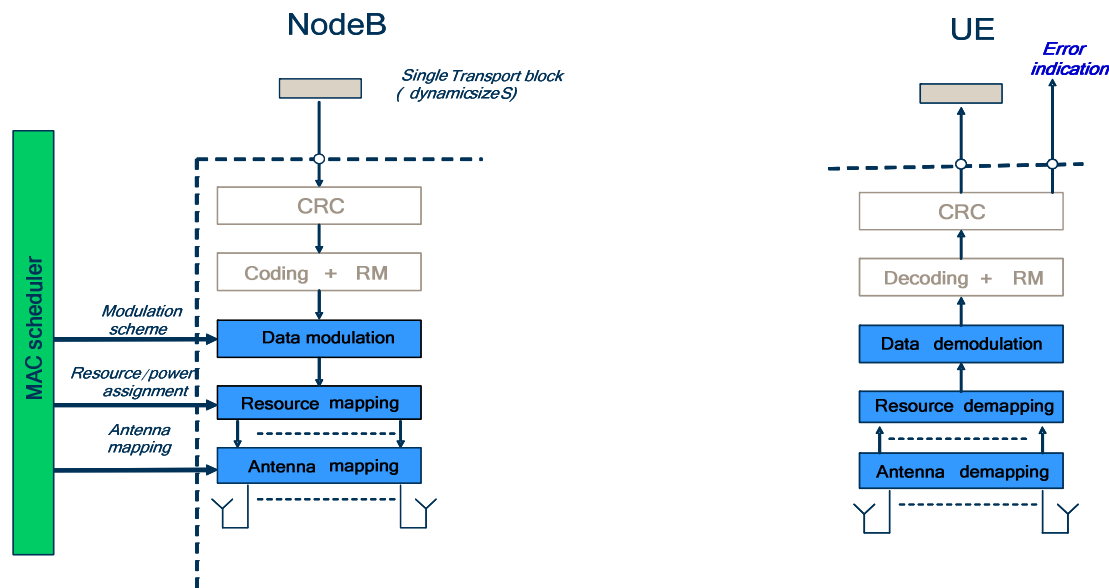 NodeB
UE
Error
indication
Single Transport block
( dynamicsize S)
CRC
CRC
Coding + RM
Decoding + RM
MAC scheduler
Modulation
scheme
Data modulation
Data demodulation
Resource/power
assignment
Resource mapping
Resource demapping
Antenna
mapping
Antenna mapping
Antenna demapping